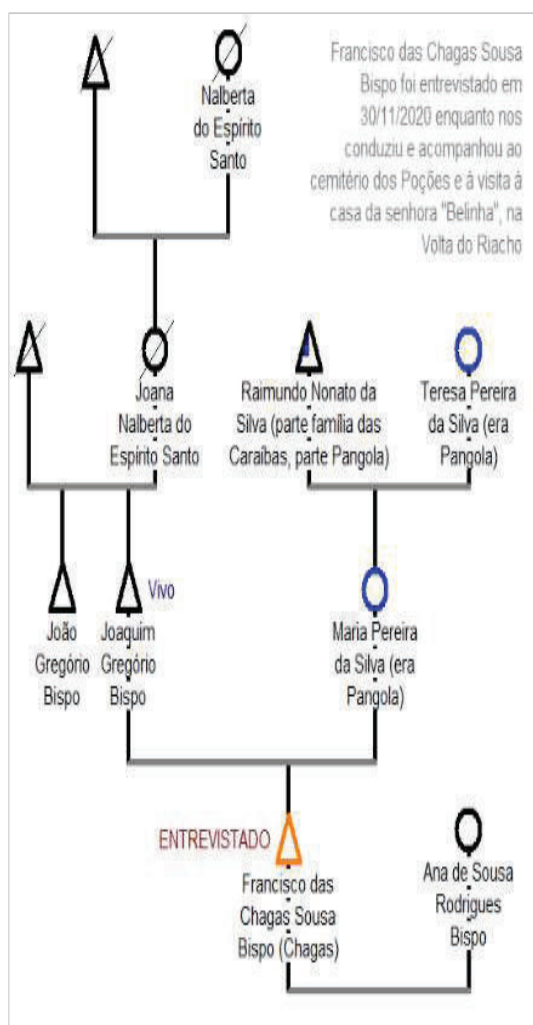 Francisco das Chagas Sousa
Bispo foi entrevistado em
30/11/2020 enquanto nos
conduziu e acompanhou ao
cemitério dos Poções e à visita à
casa da senhora "Belinha", na
Volta do Riacho
Nalberta
do Espírito
Santo
Joana
Nalberta do
Espírito Santo
Raimundo Nonato da
Silva (parte família das
Caraíbas, parte Pangola)
Teresa Pereira
da Silva (era
Pangola)
João
Gregório
Bispo
Vivo
Joaquim
Gregório
Bispo
Maria Pereira
da Silva (era
Pangola)
ENTREVISTADO
Francisco das
Chagas Sousa
Bispo (Chagas)
Ana de Sousa
Rodrigues
Bispo